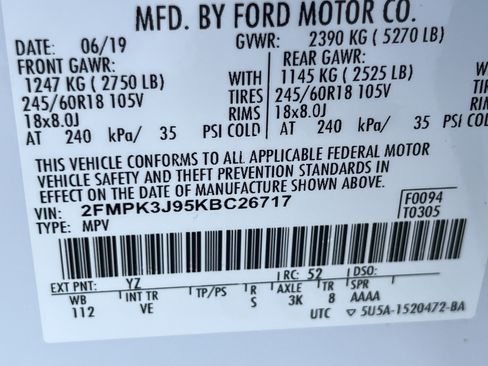 MFD. BY FORD MOTOR CO.
DATE: 06/19 GVWR: 2390 KG ( 5270 LB)
FRONT GAWR: REAR GAWR:
1247 KG ( 2750 LB) WITH 1145 KG ( 2525 LB) WITH
245/60R18 105V TIRES 245/60R18 105V TIRES
18x8.0J RIMS 18x8.0J RIMS
AT 240 kPa/ 35 PSI COLD AT 240 kPa/ 35 PSI COLD
THIS VEHICLE CONFORMS TO ALL APPLICABLE FEDERAL MOTOR
VEHICLE SAFETY AND THEFT PREVENTION STANDARDS IN
EFFECT ON THE DATE OF MANUFACTURE SHOWN ABOVE.
VIN: 2FMPK3J95KBC26717 F0094
TYPE: MPV T0305
EXT PNT: YZ RC: 52 DSO:
WB INT TR TP/PS R AXLE TR SPR
112 VE S 3K 8 AAAA
UTC ▽ 5U5A-1520472-BA